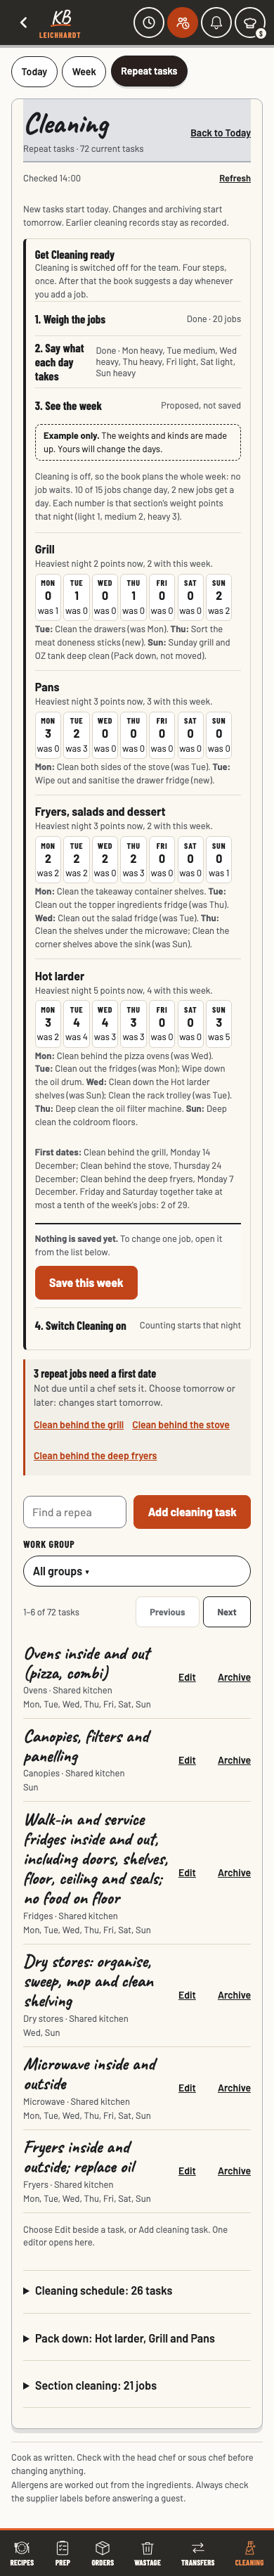 KB
LEICHHARDT
Today
Week
Repeat tasks
Cleaning
Back to Today
Repeat tasks · 72 current tasks
Checked 14:00
Refresh
New tasks start today. Changes and archiving start
tomorrow. Earlier cleaning records stay as recorded.
Get Cleaning ready
Cleaning is switched off for the team. Four steps,
once. After that the book suggests a day whenever
you add a job.
1. Weigh the jobs
Done · 20 jobs
2. Say what
each day
takes
Done · Mon heavy, Tue medium, Wed
heavy, Thu heavy, Fri light, Sat light,
Sun heavy
3. See the week
Proposed, not saved
Example only. The weights and kinds are made
up. Yours will change the days.
Cleaning is off, so the book plans the whole week: no
job waits. 10 of 15 jobs change day, 2 new jobs get a
day. Each number is that section's weight points
that night (light 1, medium 2, heavy 3).
Grill
Heaviest night 2 points now, 2 with this week.
MON TUE WED THU FRI SAT SUN
0 1 0 1 0 0 2
was 1 was 0 was 0 was 0 was 0 was 0 was 2
Tue: Clean the drawers (was Mon). Thu: Sort the
meat doneness sticks (new). Sun: Sunday grill and
OZ tank deep clean (Pack down, not moved).
Pans
Heaviest night 3 points now, 3 with this week.
MON TUE WED THU FRI SAT SUN
3 2 0 0 0 0 0
was 0 was 3 was 0 was 0 was 0 was 0 was 0
Mon: Clean both sides of the stove (was Tue). Tue:
Wipe out and sanitise the drawer fridge (new).
Fryers, salads and dessert
Heaviest night 3 points now, 2 with this week.
MON TUE WED THU FRI SAT SUN
2 2 2 2 0 0 0
was 2 was 2 was 0 was 3 was 0 was 0 was 1
Mon: Clean the takeaway container shelves. Tue:
Clean out the topper ingredients fridge (was Thu).
Wed: Clean out the salad fridge (was Tue). Thu:
Clean the shelves under the microwave; Clean the
corner shelves above the sink (was Sun).
Hot larder
Heaviest night 5 points now, 4 with this week.
MON TUE WED THU FRI SAT SUN
3 4 4 3 0 0 3
was 2 was 4 was 3 was 3 was 0 was 0 was 5
Mon: Clean behind the pizza ovens (was Wed).
Tue: Clean out the fridges (was Mon); Wipe down
the oil drum. Wed: Clean down the Hot larder
shelves (was Sun); Clean the rack trolley (was Tue).
Thu: Deep clean the oil filter machine. Sun: Deep
clean the coldroom floors.
First dates: Clean behind the grill, Monday 14
December; Clean behind the stove, Thursday 24
December; Clean behind the deep fryers, Monday 7
December. Friday and Saturday together take at
most a tenth of the week's jobs: 2 of 29.
Nothing is saved yet. To change one job, open it
from the list below.
Save this week
4. Switch Cleaning on
Counting starts that night
3 repeat jobs need a first date
Not due until a chef sets it. Choose tomorrow or
later: changes start tomorrow.
Clean behind the grill
Clean behind the stove
Clean behind the deep fryers
Find a repea
Add cleaning task
WORK GROUP
All groups ▾
1-6 of 72 tasks
Previous
Next
Ovens inside and out
(pizza, combi)
Edit
Archive
Ovens · Shared kitchen
Mon, Tue, Wed, Thu, Fri, Sat, Sun
Canopies, filters and
panelling
Edit
Archive
Canopies · Shared kitchen
Sun
Walk-in and service
fridges inside and out,
including doors, shelves,
floor, ceiling and seals;
no food on floor
Edit
Archive
Fridges · Shared kitchen
Mon, Tue, Wed, Thu, Fri, Sat, Sun
Dry stores: organise,
sweep, mop and clean
shelving
Edit
Archive
Dry stores · Shared kitchen
Wed, Sun
Microwave inside and
outside
Edit
Archive
Microwave · Shared kitchen
Mon, Tue, Wed, Thu, Fri, Sat, Sun
Fryers inside and
outside; replace oil
Edit
Archive
Fryers · Shared kitchen
Mon, Tue, Wed, Thu, Fri, Sat, Sun
Choose Edit beside a task, or Add cleaning task. One
editor opens here.
▶ Cleaning schedule: 26 tasks
▶ Pack down: Hot larder, Grill and Pans
▶ Section cleaning: 21 jobs
Cook as written. Check with the head chef or sous chef before
changing anything.
Allergens are worked out from the ingredients. Always check
the supplier labels before answering a guest.
RECIPES
PREP
ORDERS
WASTAGE
TRANSFERS
CLEANING